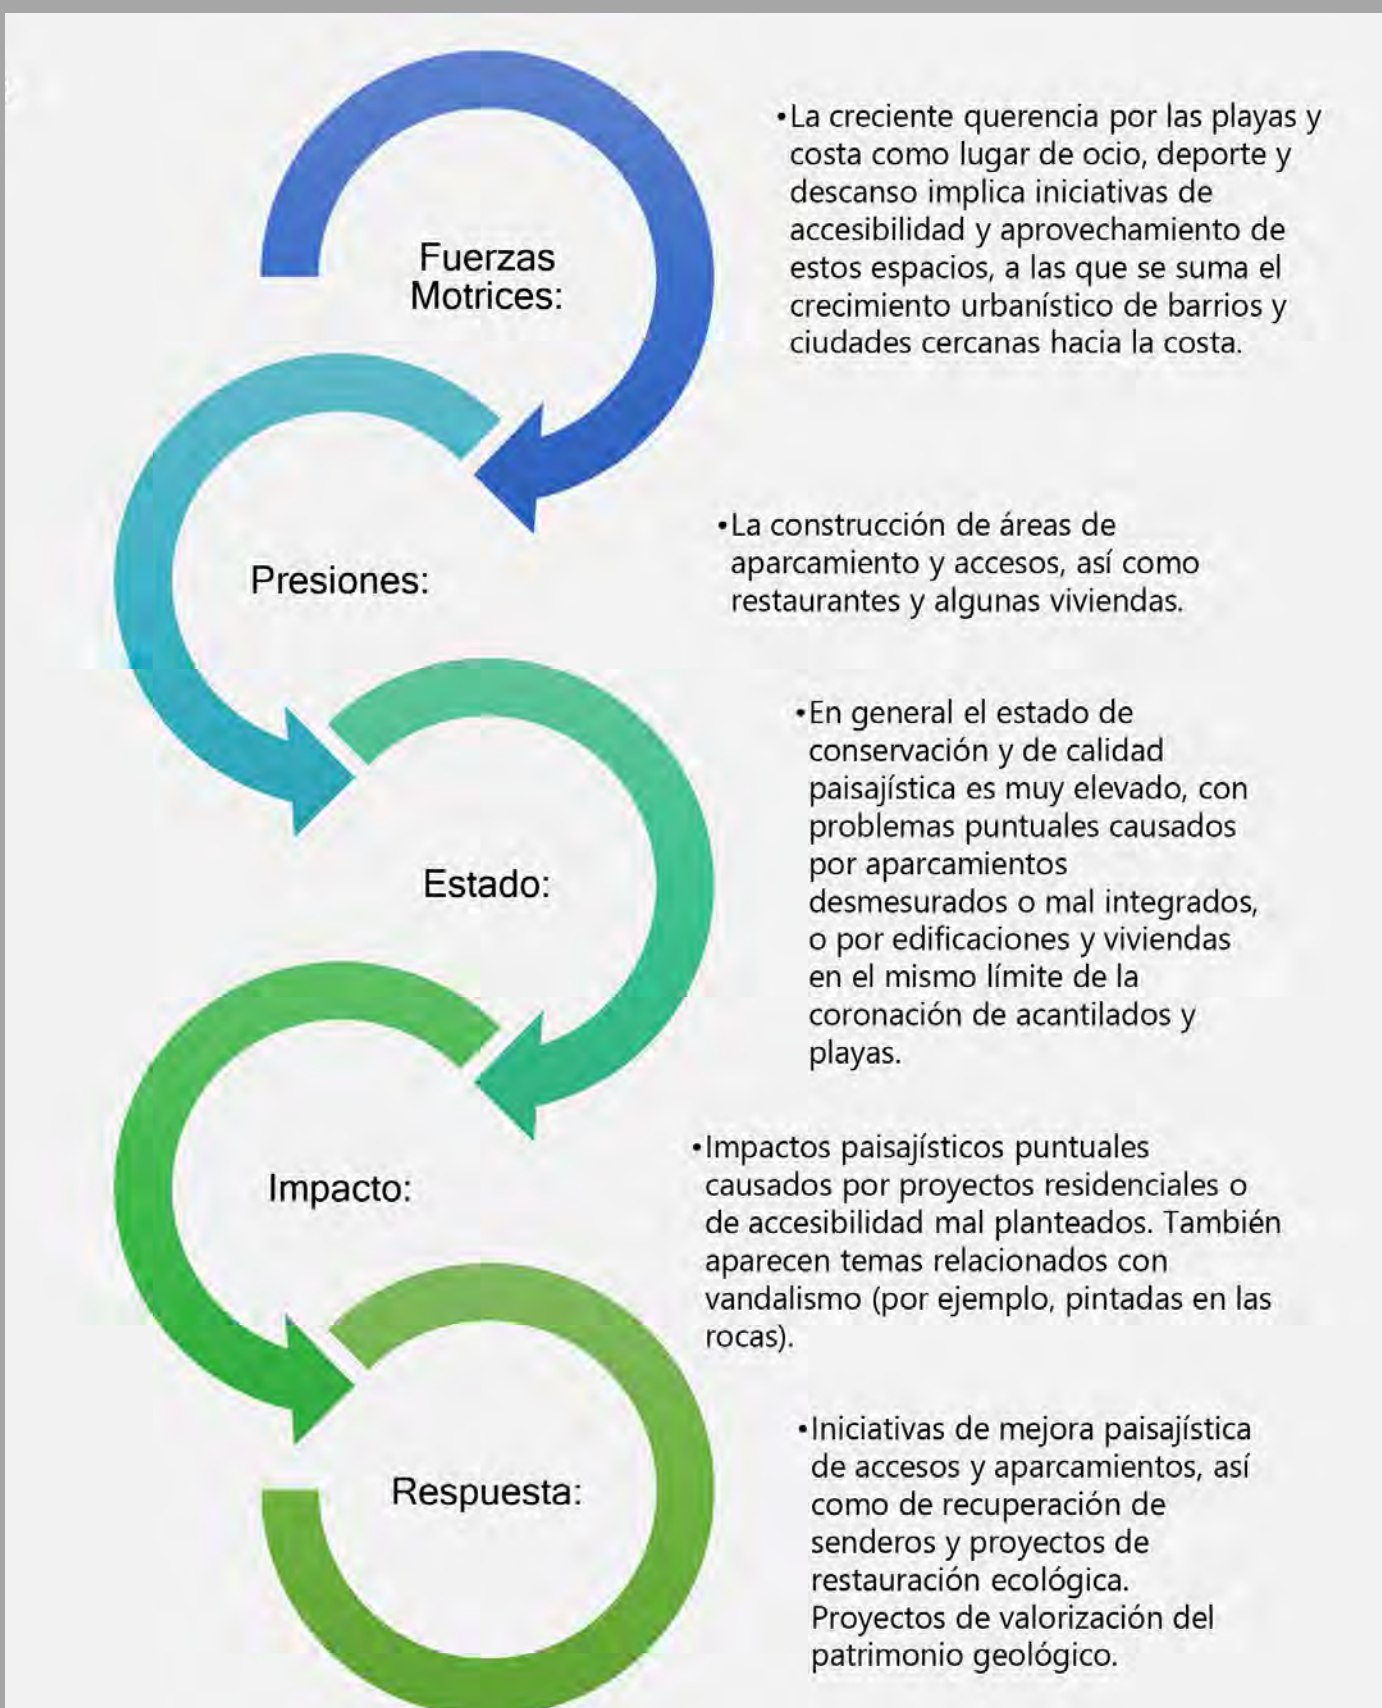 Fuerzas
Motrices:
•La creciente querencia por las playas y
costa como lugar de ocio, deporte y
descanso implica iniciativas de
accesibilidad y aprovechamiento de
estos espacios, a las que se suma el
crecimiento urbanístico de barrios y
ciudades cercanas hacia la costa.
Presiones:
•La construcción de áreas de
aparcamiento y accesos, así como
restaurantes y algunas viviendas.
Estado:
•En general el estado de
conservación y de calidad
paisajística es muy elevado, con
problemas puntuales causados
por aparcamientos
desmesurados o mal integrados,
o por edificaciones y viviendas
en el mismo límite de la
coronación de acantilados y
playas.
Impacto:
•Impactos paisajísticos puntuales
causados por proyectos residenciales o
de accesibilidad mal planteados. También
aparecen temas relacionados con
vandalismo (por ejemplo, pintadas en las
rocas).
Respuesta:
•Iniciativas de mejora paisajística
de accesos y aparcamientos, así
como de recuperación de
senderos y proyectos de
restauración ecológica.
Proyectos de valorización del
patrimonio geológico.